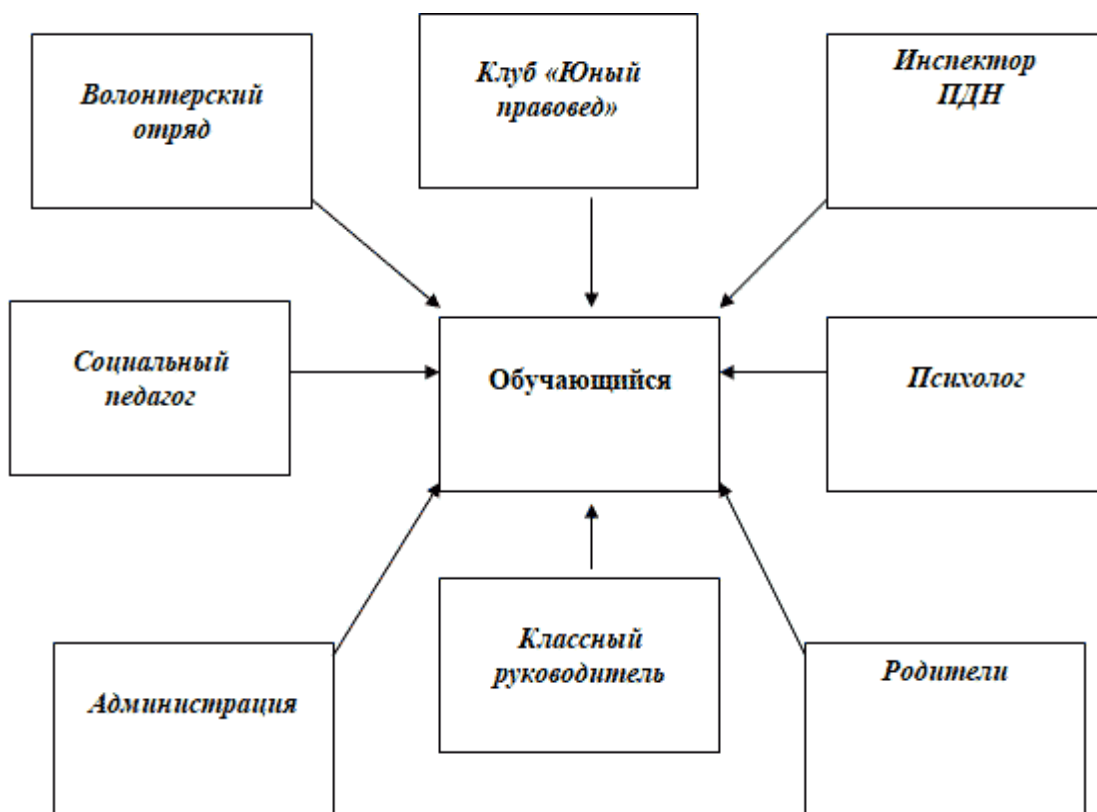 Волонтерский
отряд
Клуб «Юный
правовед»
Инспектор
ПДН
Социальный
педагог
Обучающийся
Психолог
Администрация
Классный
руководитель
Родители